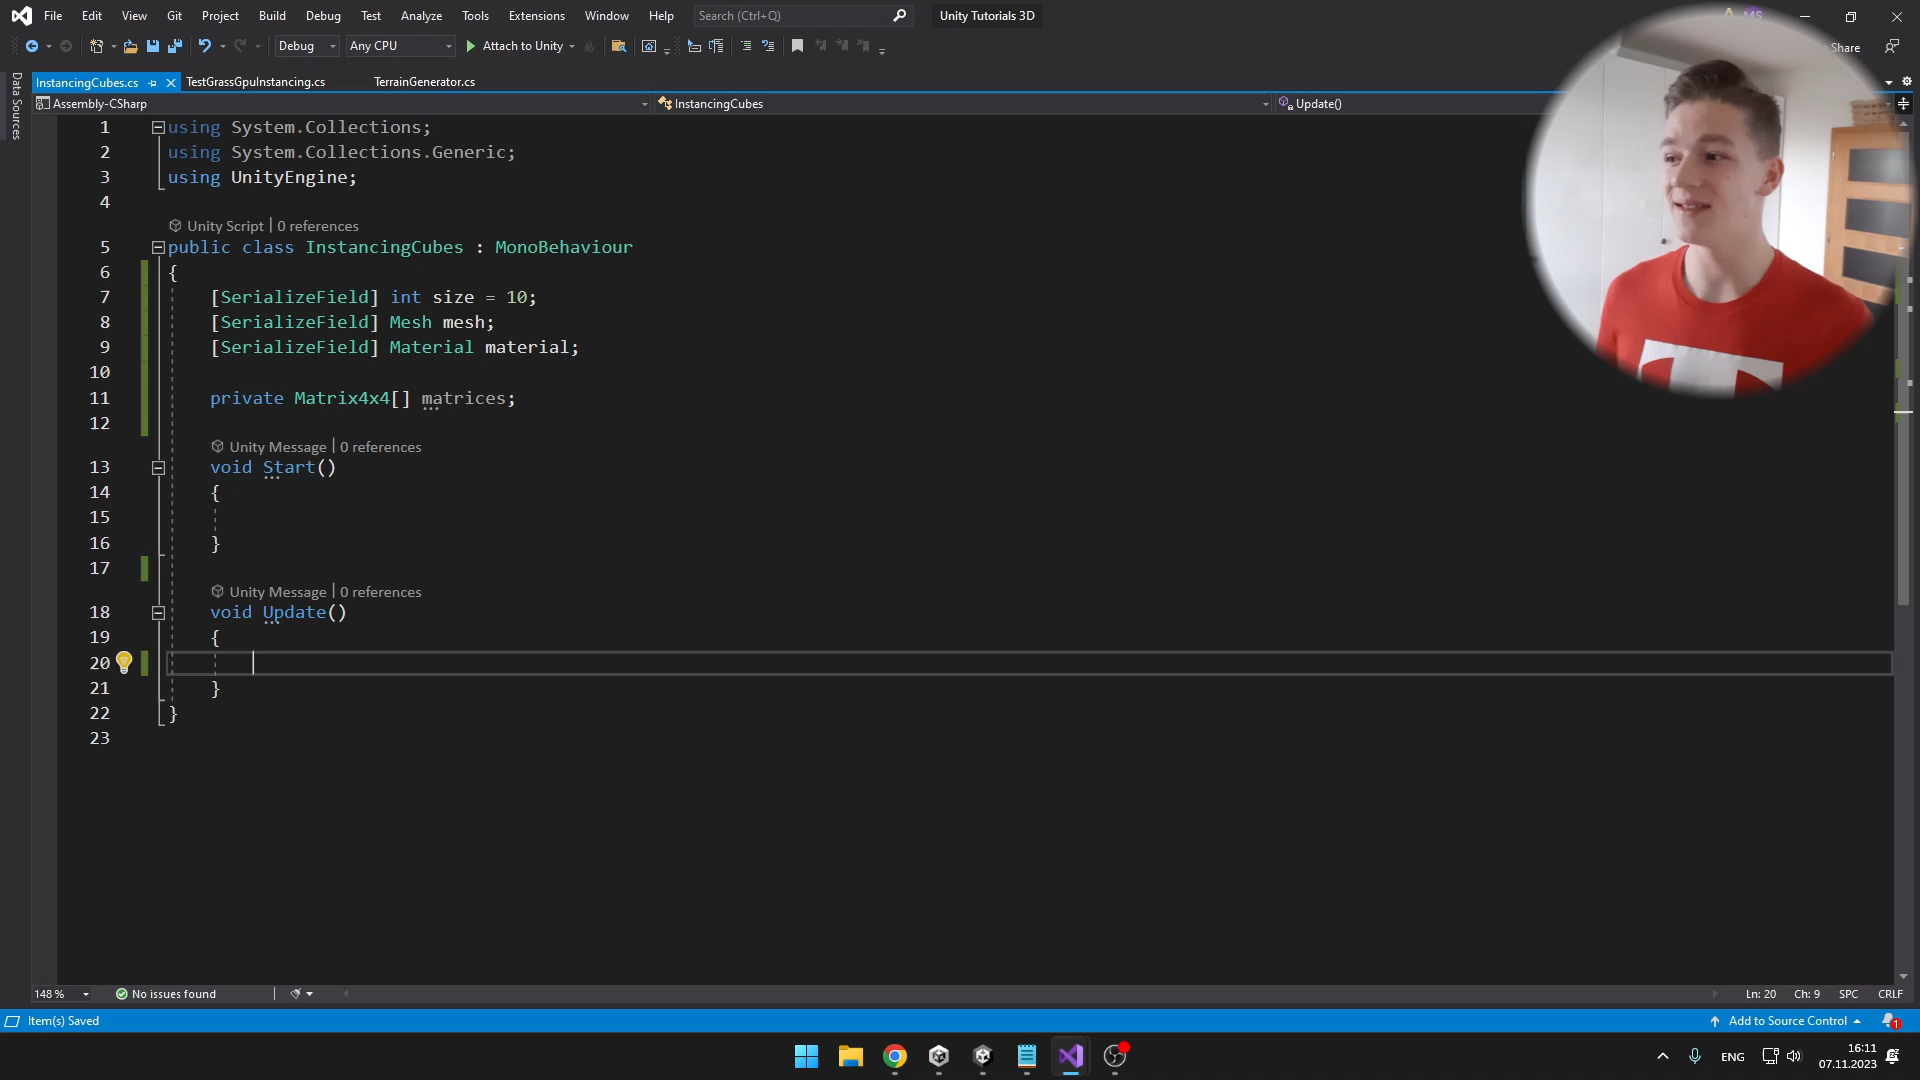 File Edit View Git Project Build Debug Test Analyze Tools Extensions Window Help Search (Ctrl+Q) Unity Tutorials 3D
Debug Any CPU Attach to Unity Share
InstancingCubes.cs TestGrassGpuInstancing.cs TerrainGenerator.cs
Assembly-CSharp InstancingCubes Update()
Data Sources
1 using System.Collections;
2 using System.Collections.Generic;
3 using UnityEngine;
4
Unity Script | 0 references
5 public class InstancingCubes : MonoBehaviour
6 {
7 [SerializeField] int size = 10;
8 [SerializeField] Mesh mesh;
9 [SerializeField] Material material;
10
11 private Matrix4x4[] matrices;
12
Unity Message | 0 references
13 void Start()
14 {
15
16 }
17
Unity Message | 0 references
18 void Update()
19 {
20
21 }
22 }
23
148 % No issues found Ln: 20 Ch: 9 SPC CRLF
Item(s) Saved Add to Source Control 1
ENG 16:11
07.11.2023